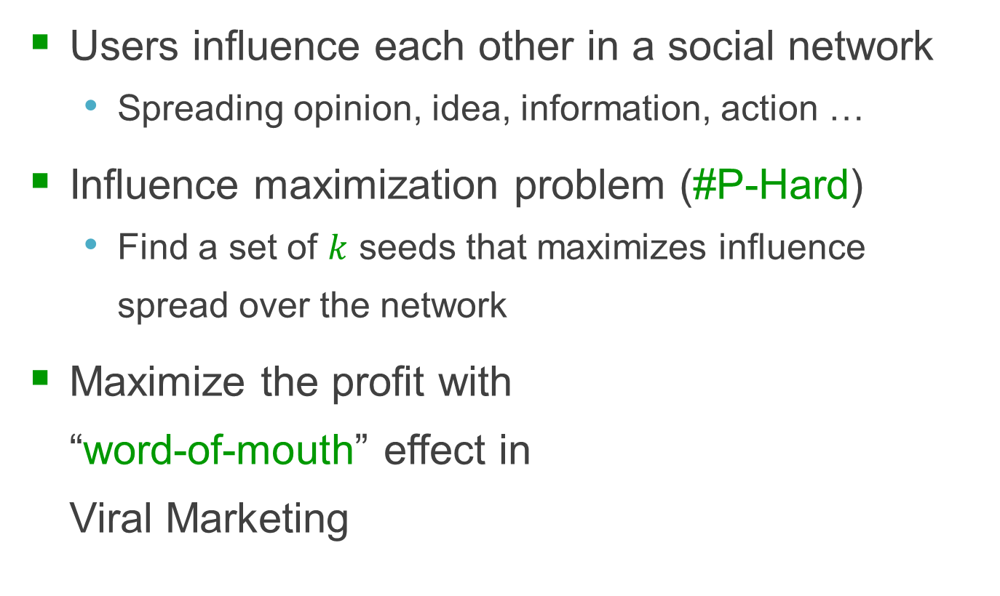 ▪ Users influence each other in a social network
• Spreading opinion, idea, information, action …
▪ Influence maximization problem (#P-Hard)
• Find a set of k seeds that maximizes influence
spread over the network
▪ Maximize the profit with
“word-of-mouth” effect in
Viral Marketing